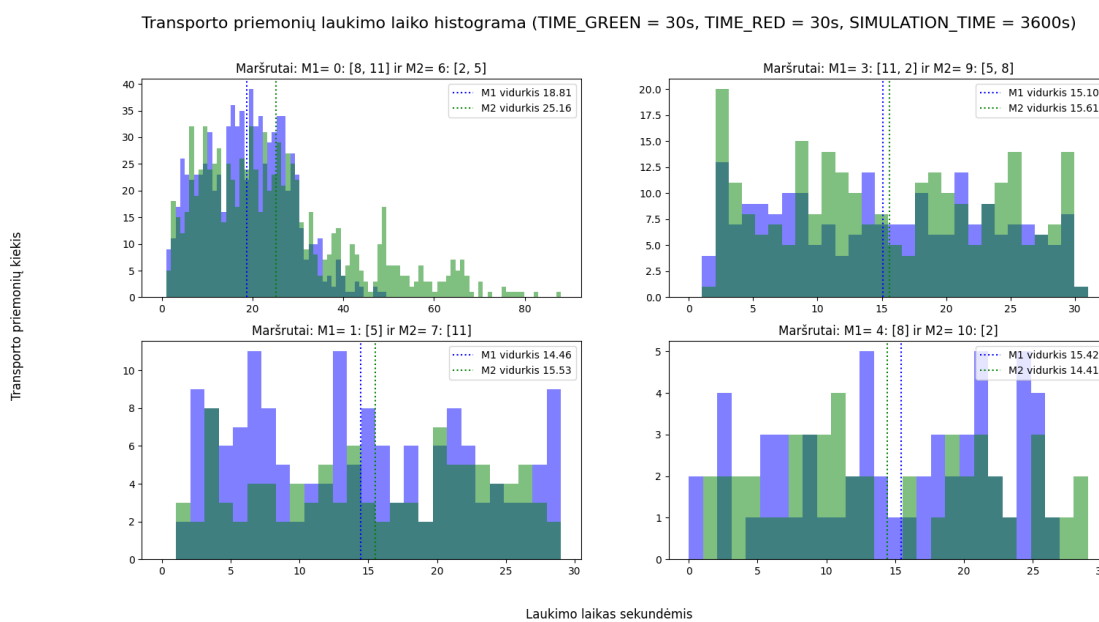 Transporto priemonių laukimo laiko histograma (TIME_GREEN = 30s, TIME_RED = 30s, SIMULATION_TIME = 3600s)
Transporto priemonių kiekis
Maršrutai: M1= 0: [8, 11] ir M2= 6: [2, 5]
M1 vidurkis 18.81
M2 vidurkis 25.16
40
35
30
25
20
15
10
5
0
0 20 40 60 80
Maršrutai: M1= 3: [11, 2] ir M2= 9: [5, 8]
M1 vidurkis 15.10
M2 vidurkis 15.61
20.0
17.5
15.0
12.5
10.0
7.5
5.0
2.5
0.0
0 5 10 15 20 25 30
Maršrutai: M1= 1: [5] ir M2= 7: [11]
M1 vidurkis 14.46
M2 vidurkis 15.53
10
8
6
4
2
0
0 5 10 15 20 25 30
Maršrutai: M1= 4: [8] ir M2= 10: [2]
M1 vidurkis 15.42
M2 vidurkis 14.41
5
4
3
2
1
0
0 5 10 15 20 25
Laukimo laikas sekundėmis